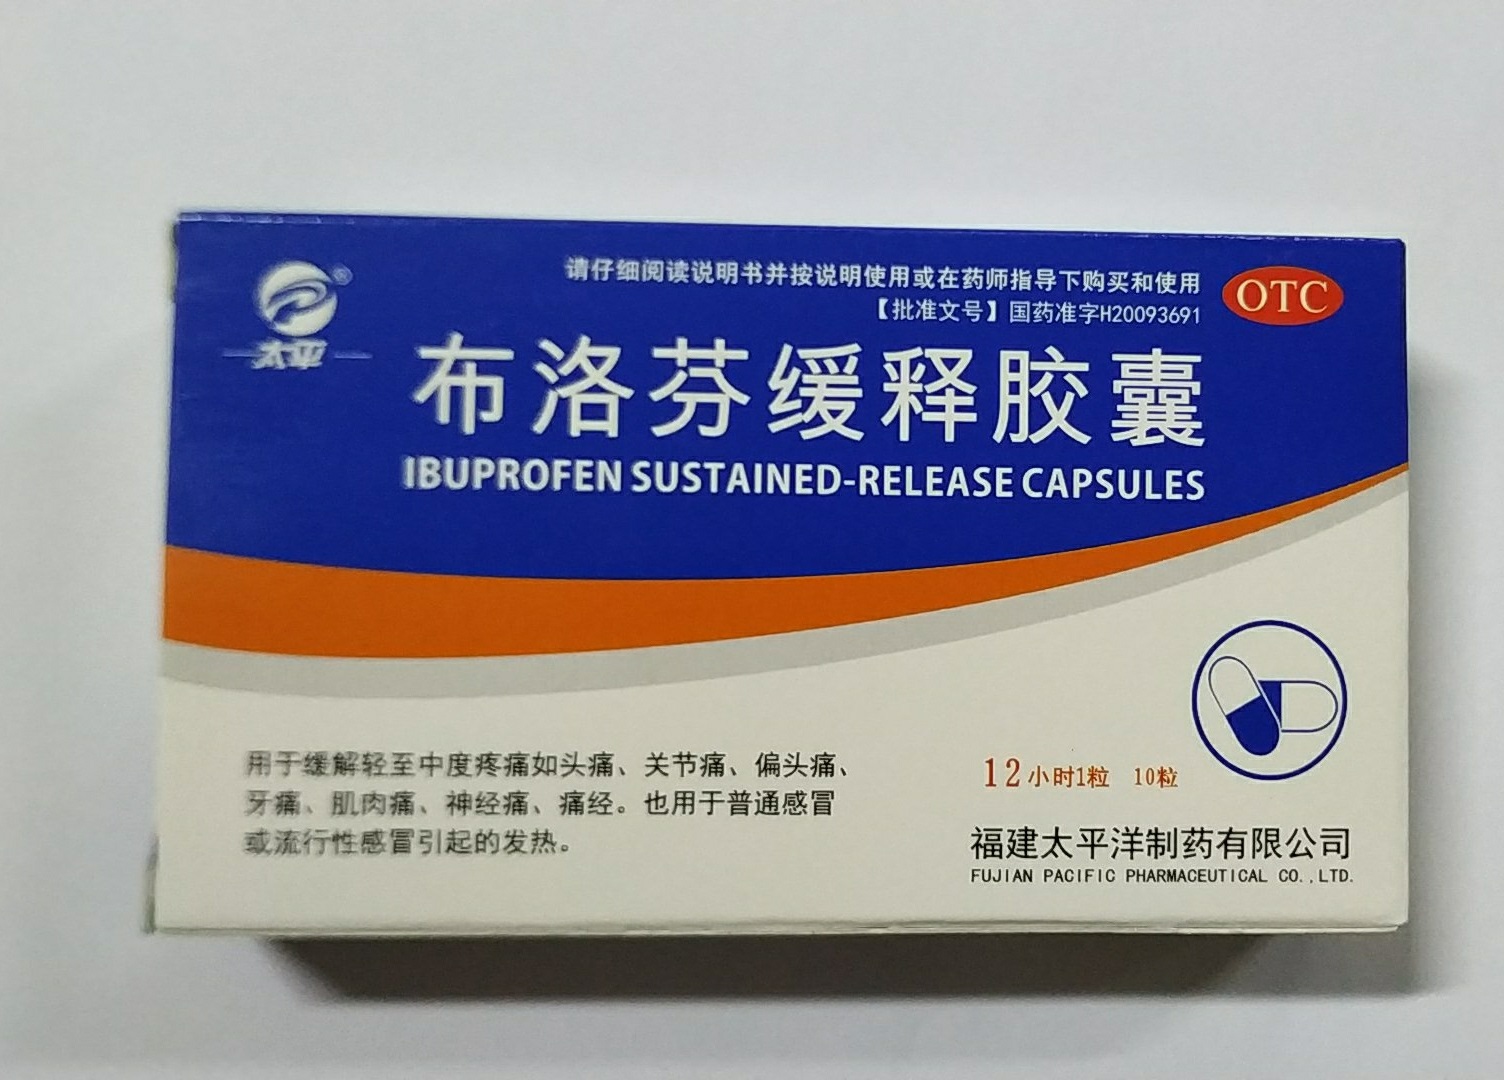 请仔细阅读说明书并按说明使用或在药师指导下购买和使用
OTC
【批准文号】国药准字H20093691
®
太平
布洛芬缓释胶囊
IBUPROFEN SUSTAINED-RELEASE CAPSULES
用于缓解轻至中度疼痛如头痛、关节痛、偏头痛、
牙痛、肌肉痛、神经痛、痛经。也用于普通感冒
或流行性感冒引起的发热。
12小时1粒 10粒
福建太平洋制药有限公司
FUJIAN PACIFIC PHARMACEUTICAL CO.,LTD.